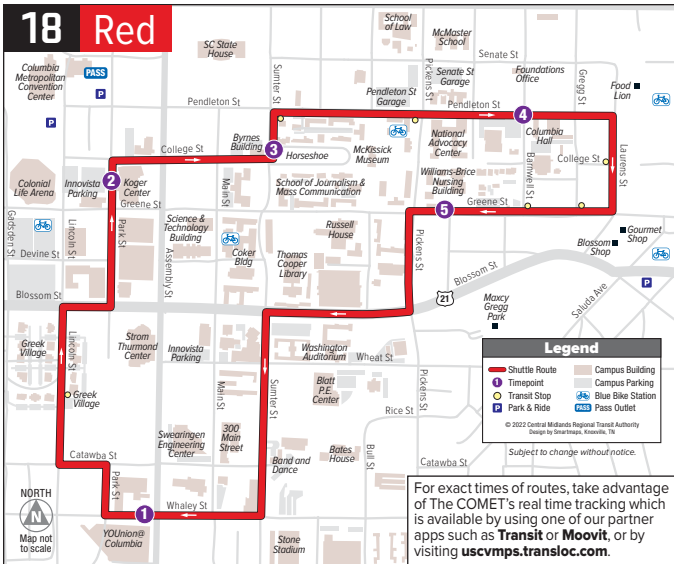 18 Red
School
of Law
McMaster
School
SC State
House
Senate St
Columbia
Metropolitan
Convention
Center
PASS
P
P
Sumter St
Pickens St
Senate St
Garage
Foundations
Office
Gregg St
Food
Lion
Pendleton St
Pendleton St
Garage
Pendleton St
4
Byrnes
Building
3
College St
Horseshoe
McKissick
Museum
National
Advocacy
Center
Columbia
Hall
Barnwell St
College St
Laurens St
2
Colonial
Life Arena
Innovista
Parking
Koger
Center
Greene St
Main St
School of Journalism &
Mass Communication
Williams-Brice
Nursing
Building
Greene St
5
Gadsden St
Lincoln St
Park St
Assembly St
Science &
Technology
Building
Coker
Bldg
Thomas
Cooper
Library
Russell
House
Pickens St
Gourmet
Shop
Blossom
Shop
Devine St
Blossom St
Blossom St
21
Saluda Ave
P
Maxcy
Gregg
Park
Greek
Village
Lincoln St
Strom
Thurmond
Center
Innovista
Parking
Washington
Auditorium
Wheat St
Greek
Village
Main St
Sumter St
Blatt
P.E.
Center
Pickens St
Rice St
300
Main
Street
Swearingen
Engineering
Center
Band and
Dance
Bates
House
Bull St
Catawba St
Catawba St
Park St
Whaley St
1
YOUnion@
Columbia
Stone
Stadium
NORTH
N
Map not
to scale
Legend
Shuttle Route
1 Timepoint
Transit Stop
P Park & Ride
Campus Building
Campus Parking
Blue Bike Station
PASS Pass Outlet
© 2022 Central Midlands Regional Transit Authority
Design by Smartmaps, Knoxville, TN
Subject to change without notice.
For exact times of routes, take advantage
of The COMET's real time tracking which
is available by using one of our partner
apps such as Transit or Moovit, or by
visiting uscvmps.transloc.com.